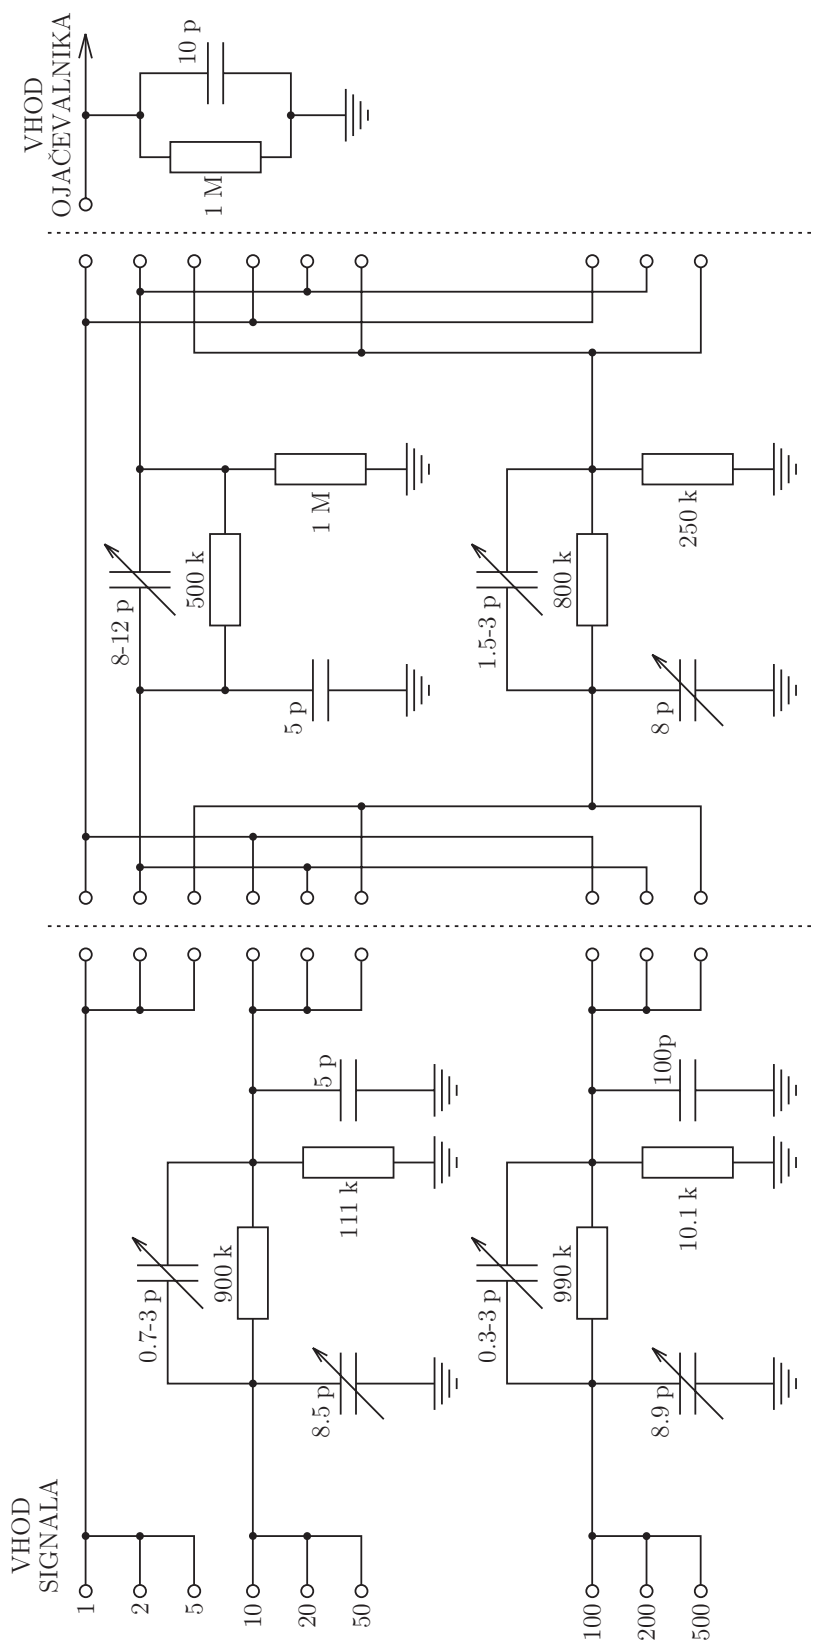 VHOD
SIGNALA
1
2
5
10
20
50
100
200
500
0.7-3 p
900 k
8.5 p
111 k
5 p
0.3-3 p
990 k
8.9 p
10.1 k
100p
8-12 p
500 k
5 p
1 M
1.5-3 p
800 k
8 p
250 k
VHOD
OJAČEVALNIKA
10 p
1 M